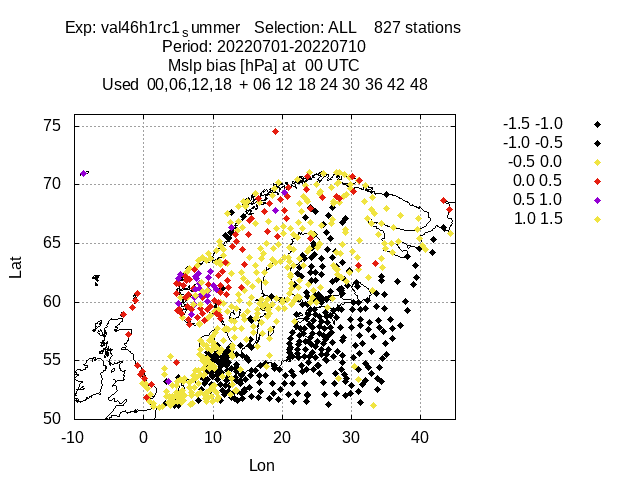 Exp: val46h1rc1summer   Selection: ALL    827 stations
Period: 20220701-20220710
Mslp bias [hPa] at  00 UTC
Used  00,06,12,18  + 06 12 18 24 30 36 42 48
-1.5 -1.0
-1.0 -0.5
-0.5 0.0
0.0 0.5
0.5 1.0
1.0 1.5
75
70
65
60
55
50
Lat
-10 0 10 20 30 40
Lon